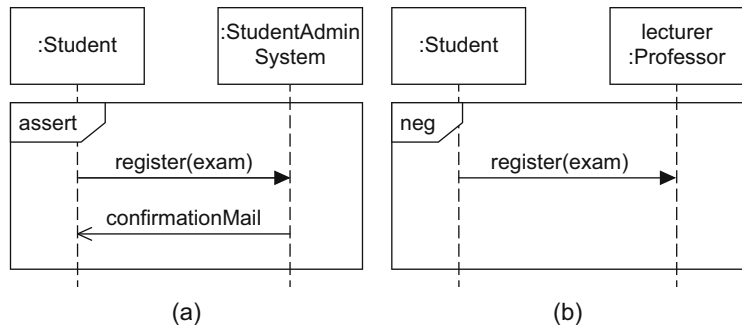 :Student
:StudentAdmin
System
assert
register(exam)
confirmationMail
(a)
:Student
lecturer
:Professor
neg
register(exam)
(b)